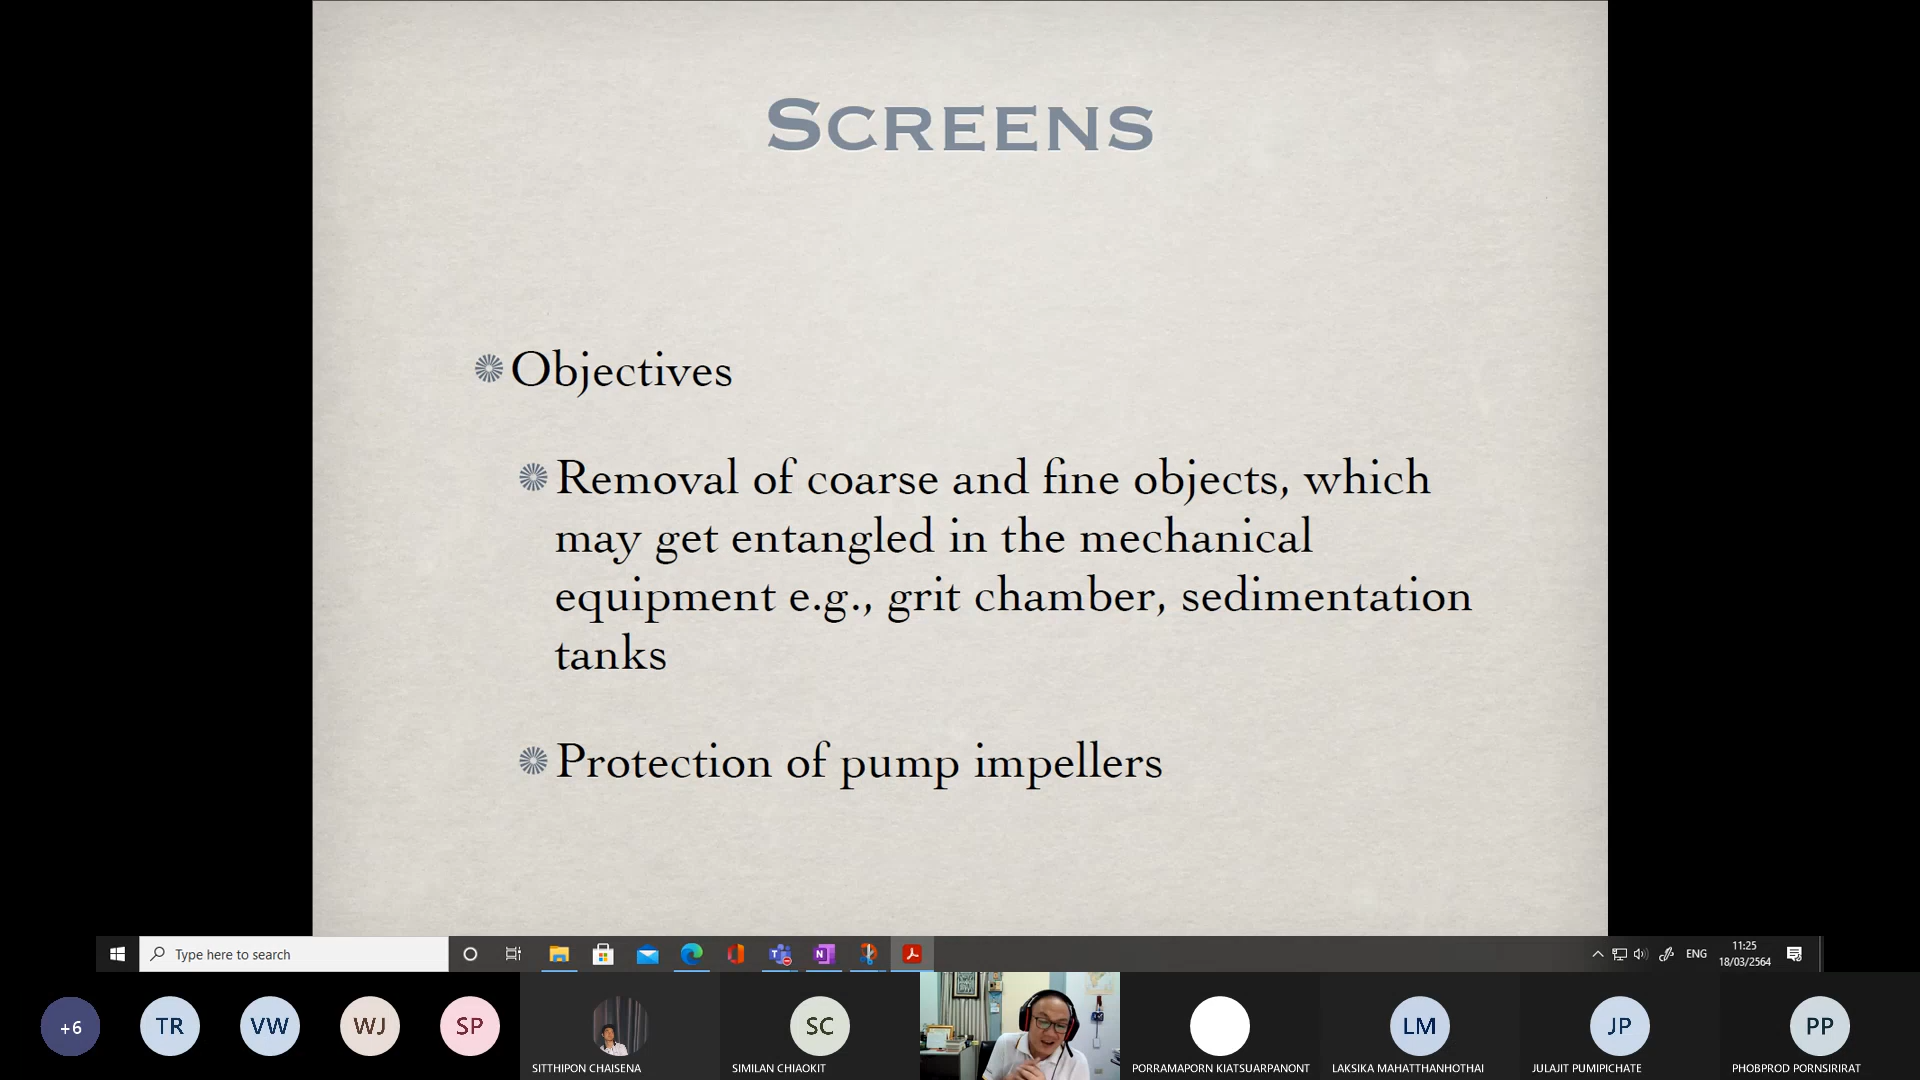 SCREENS
Objectives
Removal of coarse and fine objects, which
may get entangled in the mechanical
equipment e.g., grit chamber, sedimentation
tanks
Protection of pump impellers
Type here to search
ENG
11:25
18/03/2564
+6
TR
VW
WJ
SP
SC
LM
JP
PP
SITTHIPON CHAISENA
SIMILAN CHIAOKIT
PORRAMAPORN KIATSUARPANONT
LAKSIKA MAHATTHANHOTHAI
JULAJIT PUMIPICHATE
PHOBPROD PORNSIRIRAT